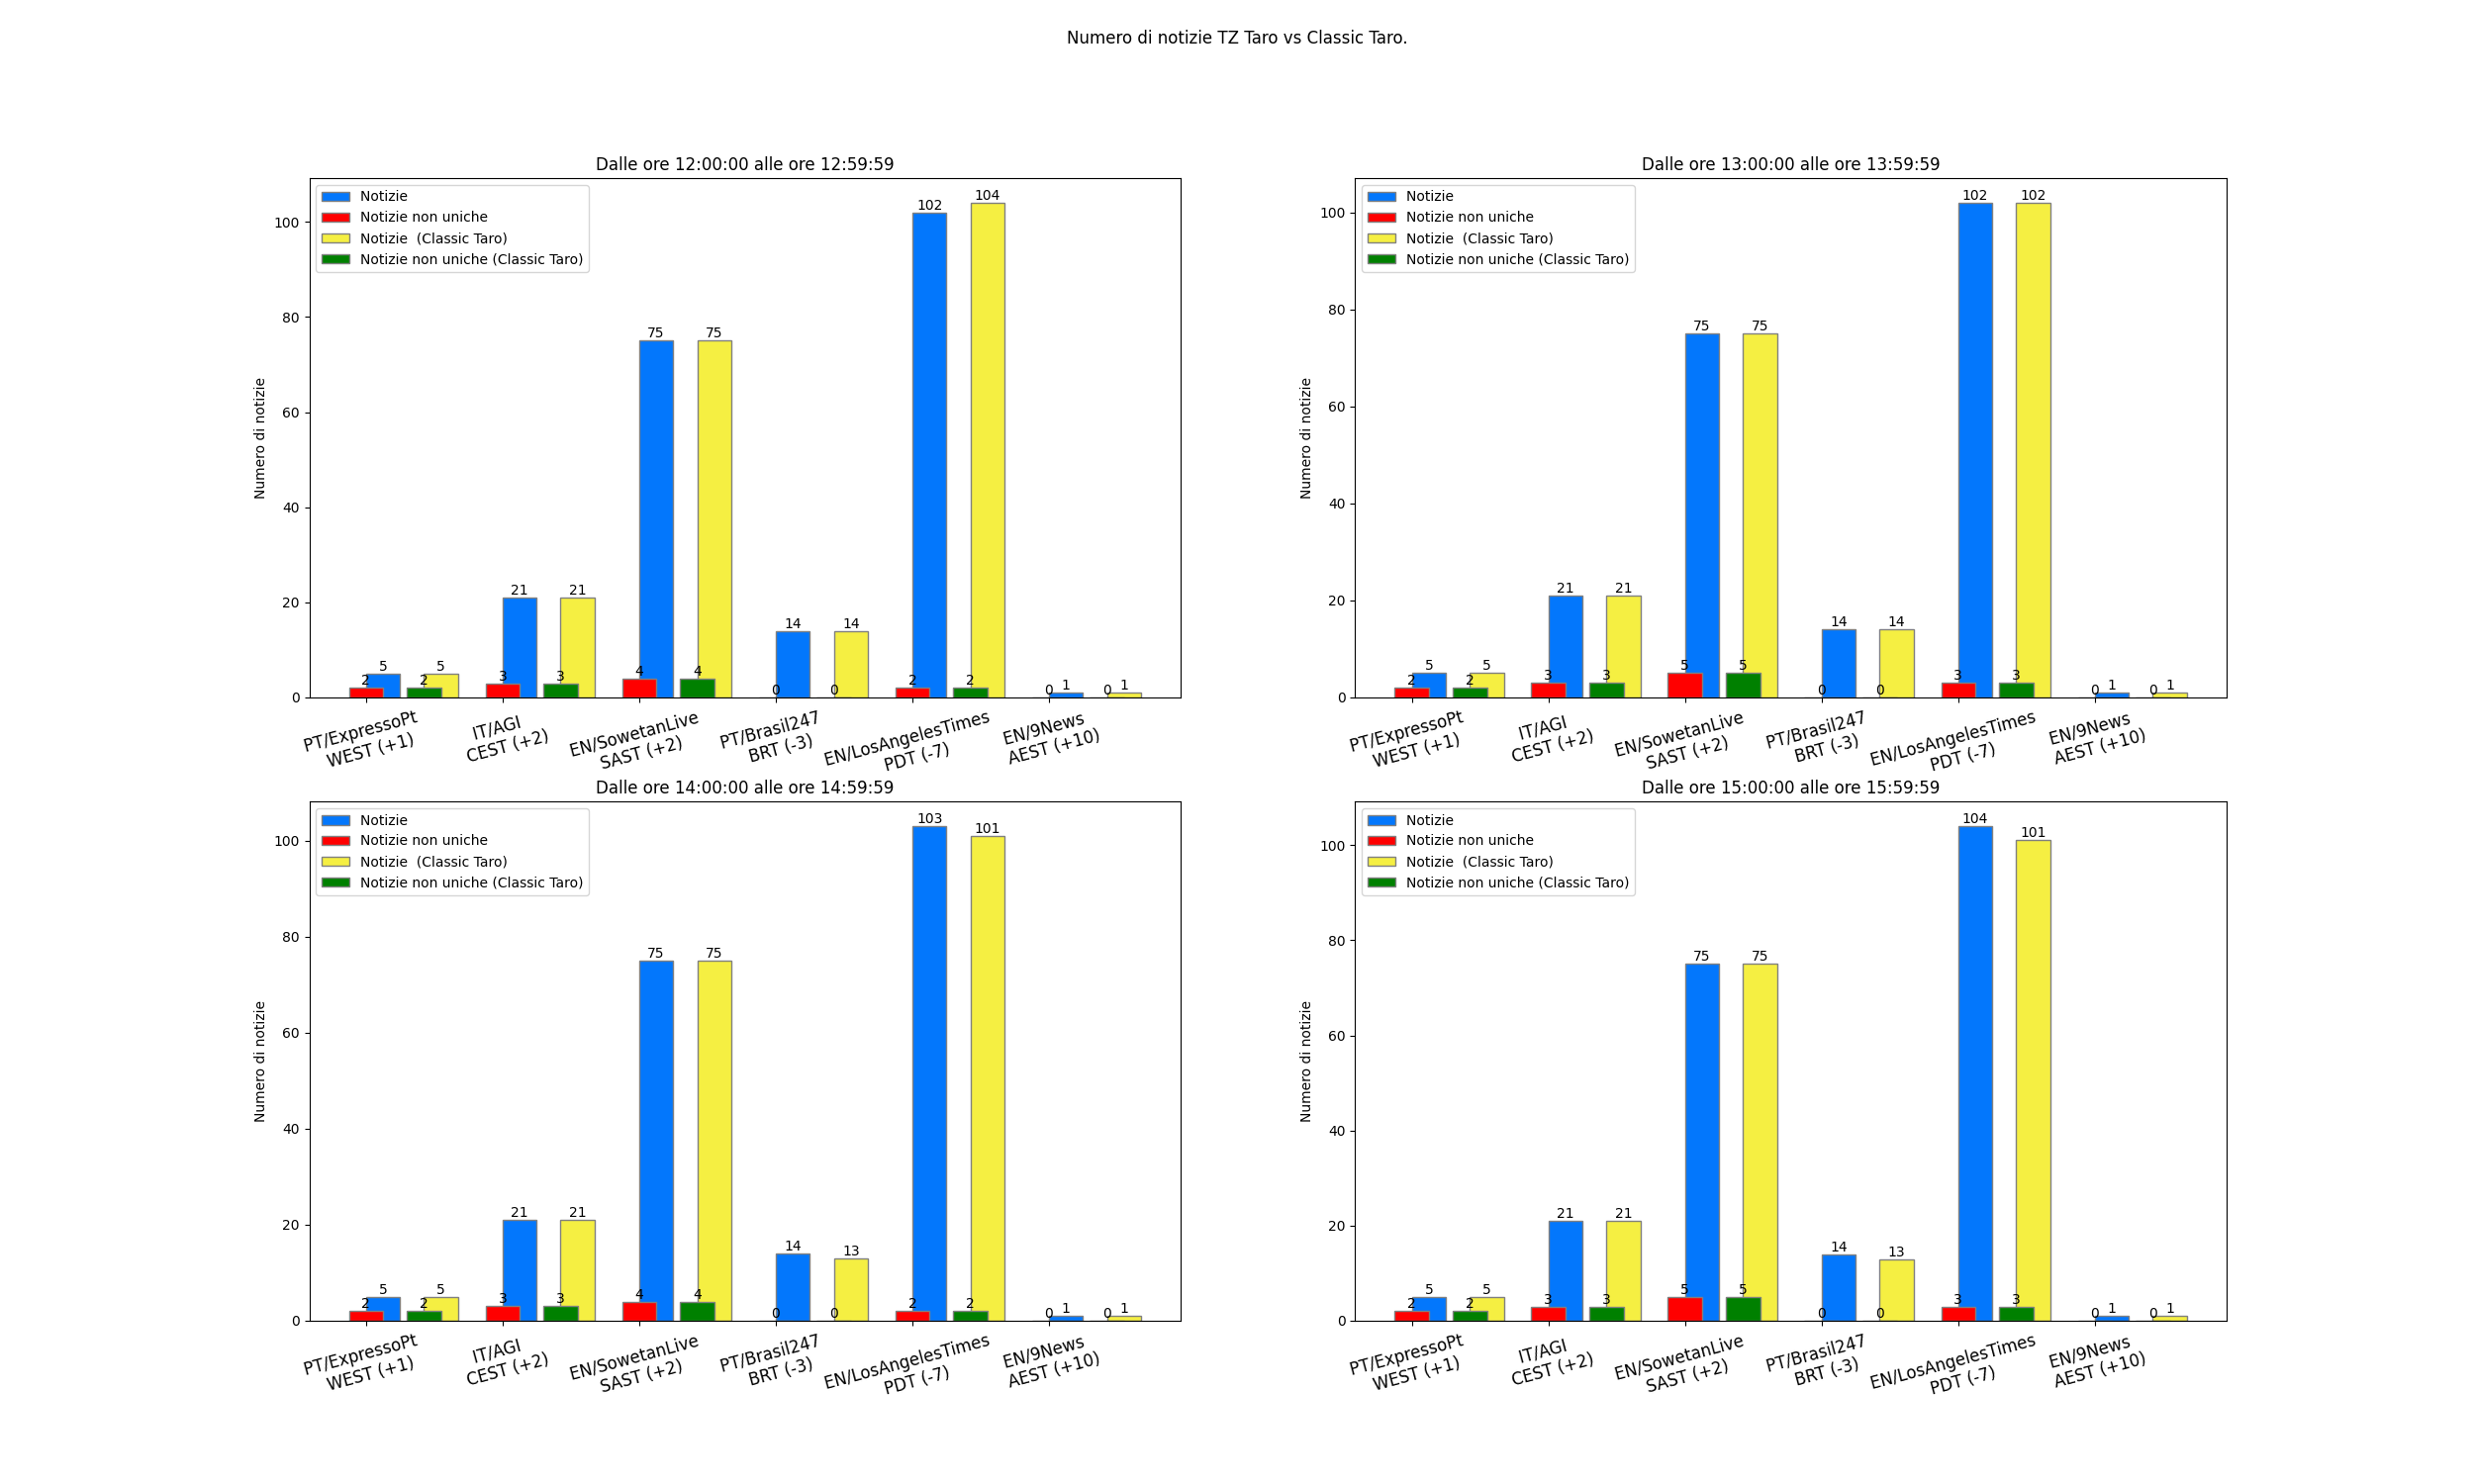 Numero di notizie TZ Taro vs Classic Taro.
Dalle ore 12:00:00 alle ore 12:59:59
Notizie
Notizie non uniche
Notizie  (Classic Taro)
Notizie non uniche (Classic Taro)
Numero di notizie
100
80
60
40
20
0
2 5 2 5
3 21 3 21
4 75 4 75
0 14 0 14
2 102 2 104
0 1 0 1
PT/ExpressoPt
WEST (+1)
IT/AGI
CEST (+2)
EN/SowetanLive
SAST (+2)
PT/Brasil247
BRT (-3)
EN/LosAngelesTimes
PDT (-7)
EN/9News
AEST (+10)
Dalle ore 13:00:00 alle ore 13:59:59
Notizie
Notizie non uniche
Notizie  (Classic Taro)
Notizie non uniche (Classic Taro)
Numero di notizie
100
80
60
40
20
0
2 5 2 5
3 21 3 21
5 75 5 75
0 14 0 14
3 102 3 102
0 1 0 1
PT/ExpressoPt
WEST (+1)
IT/AGI
CEST (+2)
EN/SowetanLive
SAST (+2)
PT/Brasil247
BRT (-3)
EN/LosAngelesTimes
PDT (-7)
EN/9News
AEST (+10)
Dalle ore 14:00:00 alle ore 14:59:59
Notizie
Notizie non uniche
Notizie  (Classic Taro)
Notizie non uniche (Classic Taro)
Numero di notizie
100
80
60
40
20
0
2 5 2 5
3 21 3 21
4 75 4 75
0 14 0 13
2 103 2 101
0 1 0 1
PT/ExpressoPt
WEST (+1)
IT/AGI
CEST (+2)
EN/SowetanLive
SAST (+2)
PT/Brasil247
BRT (-3)
EN/LosAngelesTimes
PDT (-7)
EN/9News
AEST (+10)
Dalle ore 15:00:00 alle ore 15:59:59
Notizie
Notizie non uniche
Notizie  (Classic Taro)
Notizie non uniche (Classic Taro)
Numero di notizie
100
80
60
40
20
0
2 5 2 5
3 21 3 21
5 75 5 75
0 14 0 13
3 104 3 101
0 1 0 1
PT/ExpressoPt
WEST (+1)
IT/AGI
CEST (+2)
EN/SowetanLive
SAST (+2)
PT/Brasil247
BRT (-3)
EN/LosAngelesTimes
PDT (-7)
EN/9News
AEST (+10)